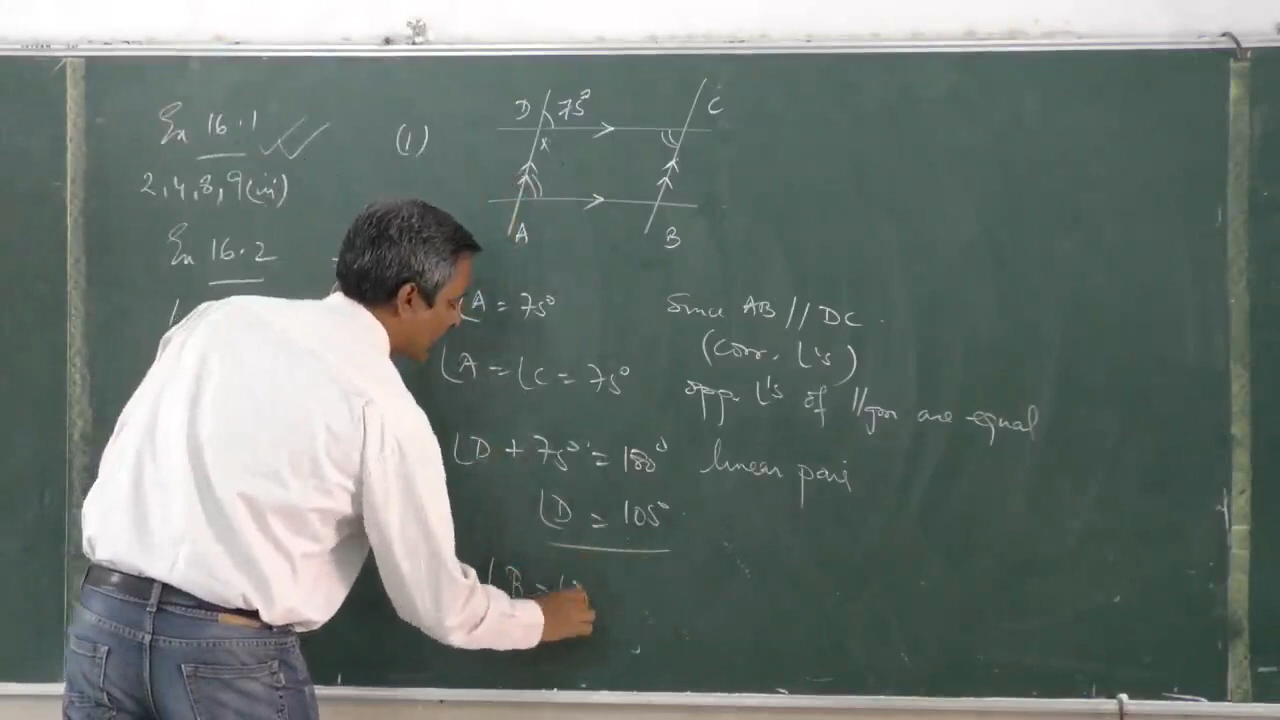 Ex 16.1
2, 4, 8, 9(iii)
Ex 16.2
(1)
D 75° C
x
A B
∠A = 75° Since AB // DC.
(Corr. ∠'s)
∠A = ∠C = 75° opp. ∠'s of //gm are equal
∠D + 75° = 180° linear pair
∠D = 105°
∠B =